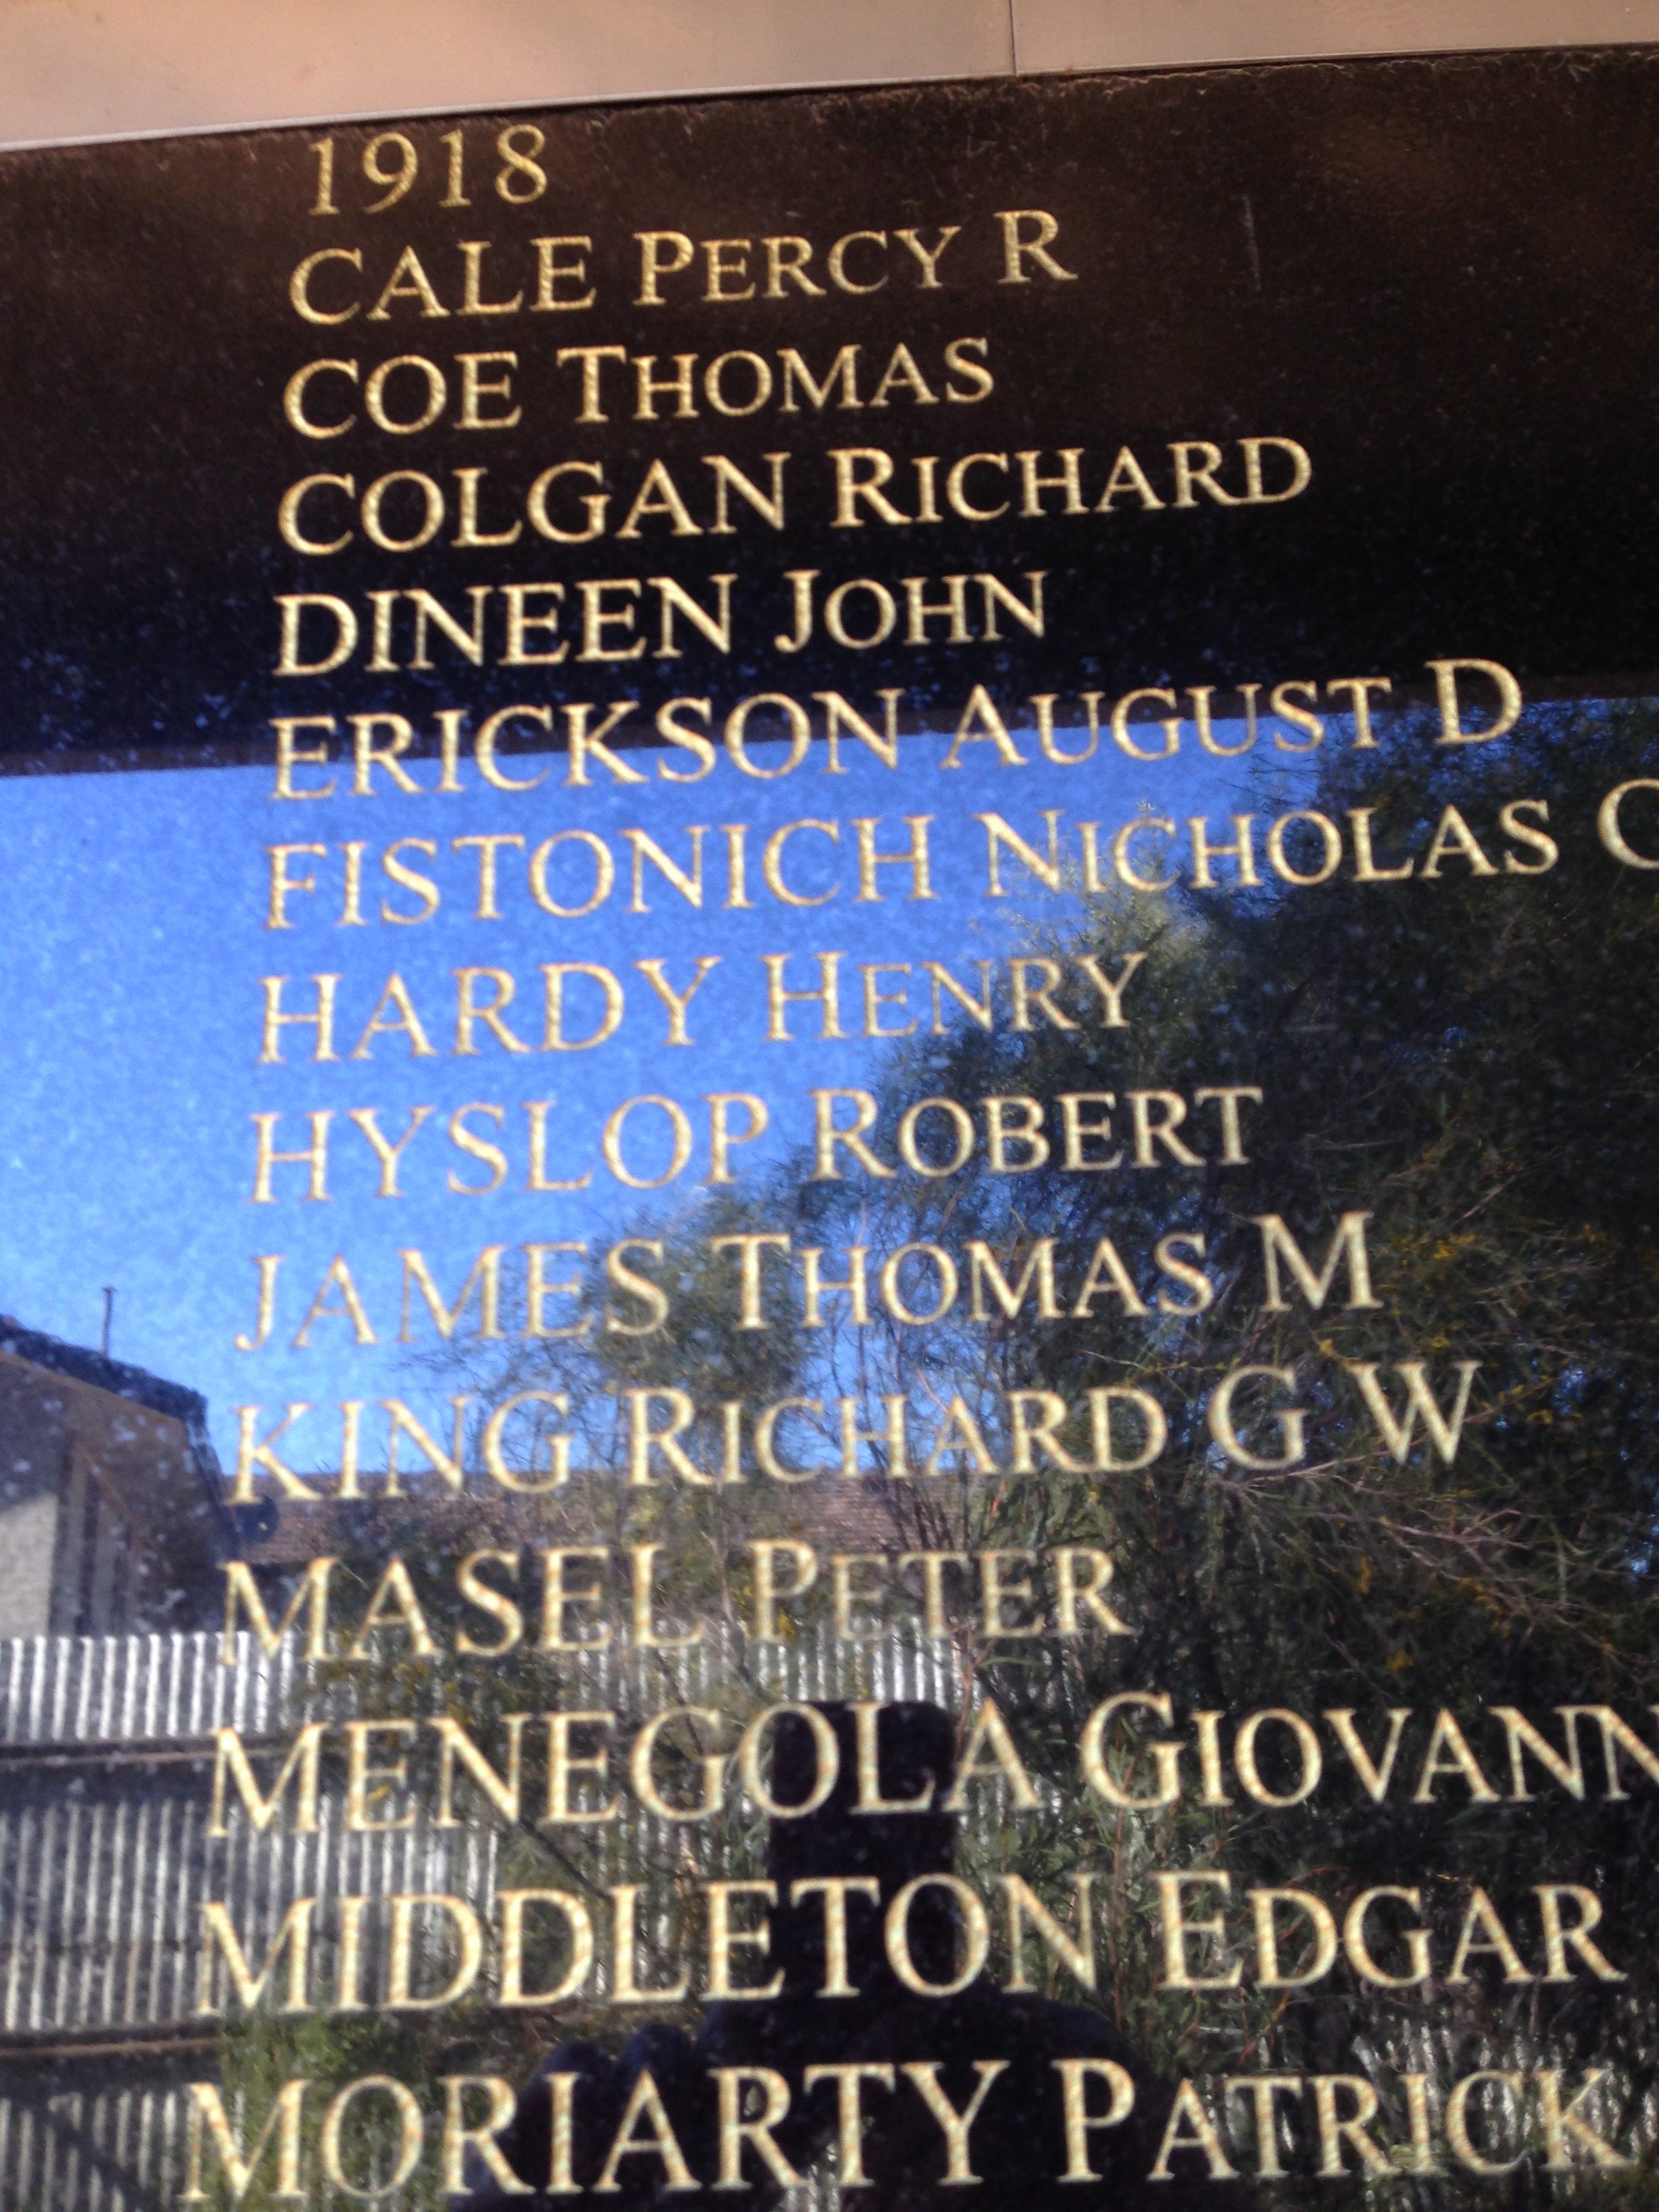 1918
CALE PERCY R
COE THOMAS
COLGAN RICHARD
DINEEN JOHN
ERICKSON AUGUST D
FISTONICH NICHOLAS C
HARDY HENRY
HYSLOP ROBERT
JAMES THOMAS M
KING RICHARD G W
MASEL PETER
MENEGOLA GIOVANN
MIDDLETON EDGAR
MORIARTY PATRICK